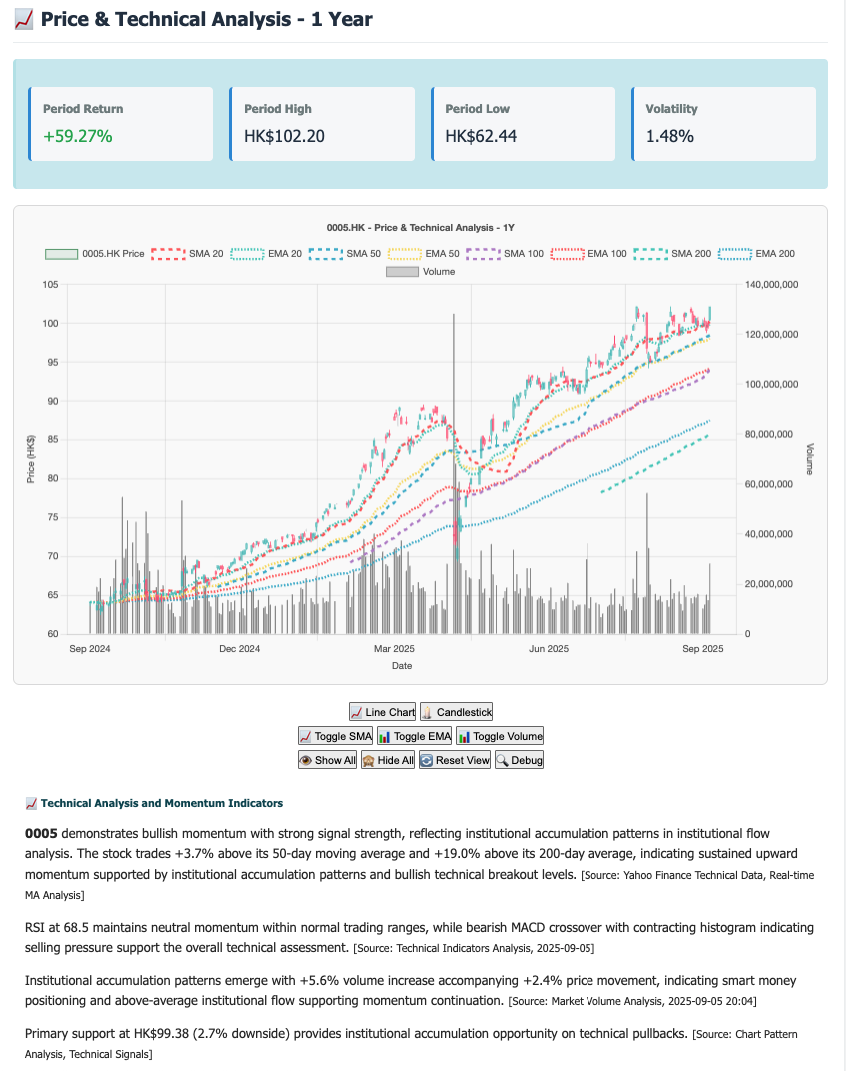 📈 Price & Technical Analysis - 1 Year
Period Return
+59.27%
Period High
HK$102.20
Period Low
HK$62.44
Volatility
1.48%
0005.HK - Price & Technical Analysis - 1Y
0005.HK Price SMA 20 EMA 20 SMA 50 EMA 50 SMA 100 EMA 100 SMA 200 EMA 200
Volume
105
100
95
90
85
80
75
70
65
60
Price (HK$)
140,000,000
120,000,000
100,000,000
80,000,000
60,000,000
40,000,000
20,000,000
0
Volume
Sep 2024 Dec 2024 Mar 2025 Jun 2025 Sep 2025
Date
📈 Line Chart 🕯️ Candlestick
📈 Toggle SMA 📊 Toggle EMA 📊 Toggle Volume
👁️ Show All 🙈 Hide All 🔄 Reset View 🔍 Debug
📈 Technical Analysis and Momentum Indicators
0005 demonstrates bullish momentum with strong signal strength, reflecting institutional accumulation patterns in institutional flow
analysis. The stock trades +3.7% above its 50-day moving average and +19.0% above its 200-day average, indicating sustained upward
momentum supported by institutional accumulation patterns and bullish technical breakout levels. [Source: Yahoo Finance Technical Data, Real-time
MA Analysis]
RSI at 68.5 maintains neutral momentum within normal trading ranges, while bearish MACD crossover with contracting histogram indicating
selling pressure support the overall technical assessment. [Source: Technical Indicators Analysis, 2025-09-05]
Institutional accumulation patterns emerge with +5.6% volume increase accompanying +2.4% price movement, indicating smart money
positioning and above-average institutional flow supporting momentum continuation. [Source: Market Volume Analysis, 2025-09-05 20:04]
Primary support at HK$99.38 (2.7% downside) provides institutional accumulation opportunity on technical pullbacks. [Source: Chart Pattern
Analysis, Technical Signals]